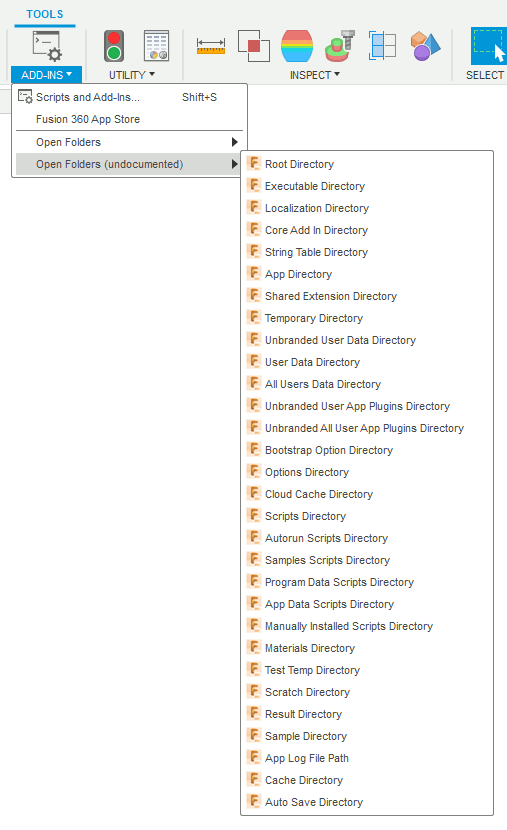 TOOLS
ADD-INS
UTILITY
INSPECT
SELECT
Scripts and Add-Ins... Shift+S
Fusion 360 App Store
Open Folders
Open Folders (undocumented)
Root Directory
Executable Directory
Localization Directory
Core Add In Directory
String Table Directory
App Directory
Shared Extension Directory
Temporary Directory
Unbranded User Data Directory
User Data Directory
All Users Data Directory
Unbranded User App Plugins Directory
Unbranded All User App Plugins Directory
Bootstrap Option Directory
Options Directory
Cloud Cache Directory
Scripts Directory
Autorun Scripts Directory
Samples Scripts Directory
Program Data Scripts Directory
App Data Scripts Directory
Manually Installed Scripts Directory
Materials Directory
Test Temp Directory
Scratch Directory
Result Directory
Sample Directory
App Log File Path
Cache Directory
Auto Save Directory